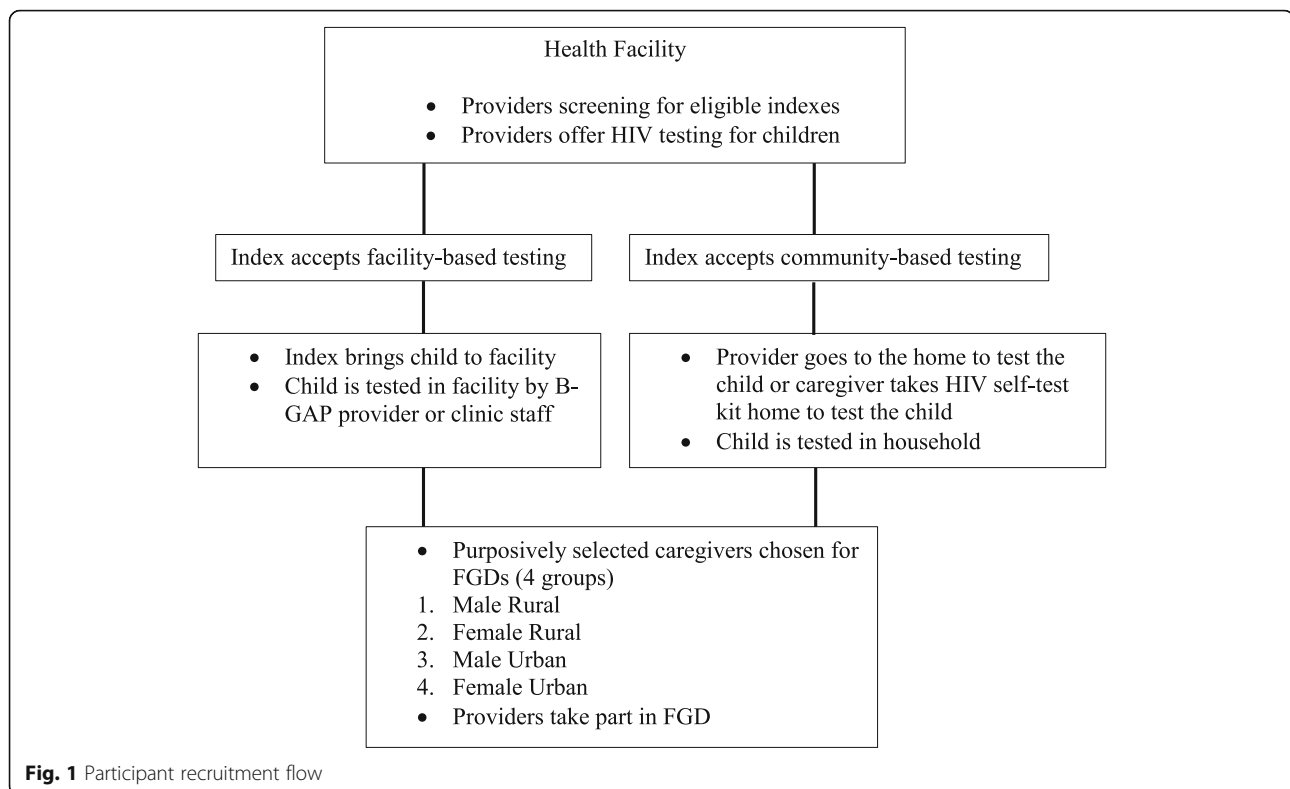 Health Facility
• Providers screening for eligible indexes
• Providers offer HIV testing for children
Index accepts facility-based testing
Index accepts community-based testing
• Index brings child to facility
• Child is tested in facility by B-
GAP provider or clinic staff
• Provider goes to the home to test the
child or caregiver takes HIV self-test
kit home to test the child
• Child is tested in household
• Purposively selected caregivers chosen for
FGDs (4 groups)
1. Male Rural
2. Female Rural
3. Male Urban
4. Female Urban
• Providers take part in FGD
Fig. 1 Participant recruitment flow